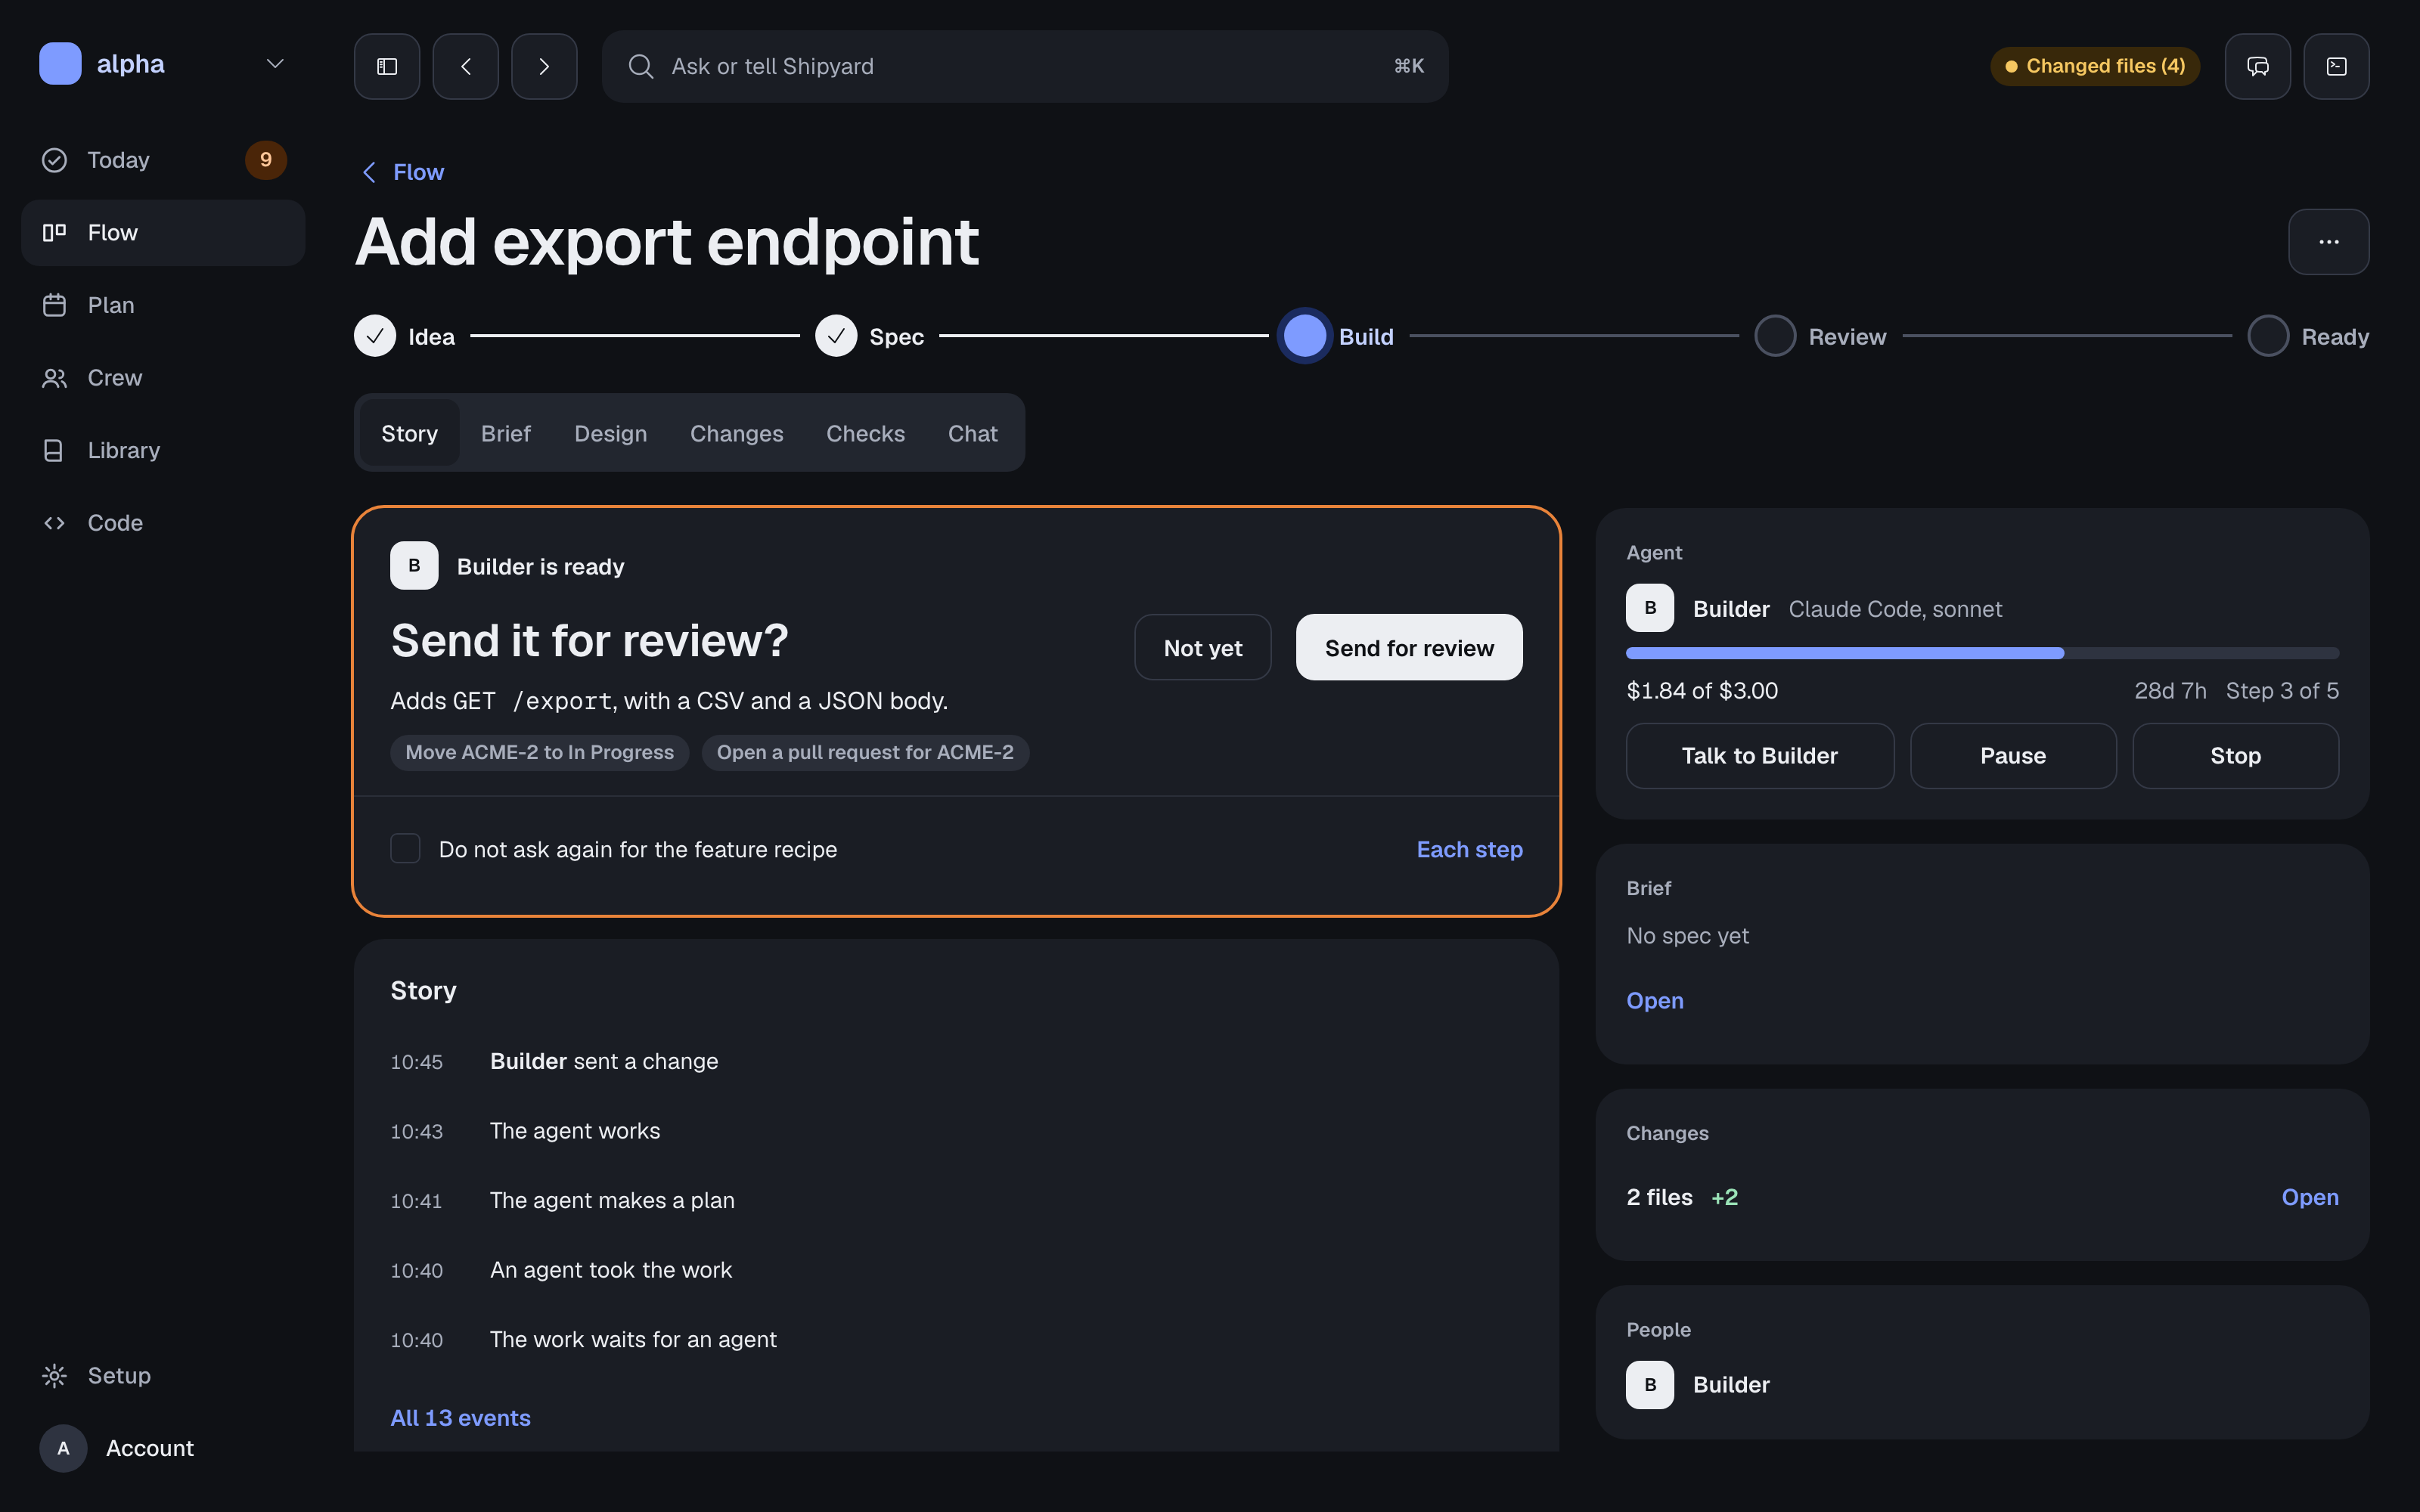 alpha
Ask or tell Shipyard
⌘K
Changed files (4)
Today
9
Flow
Plan
Crew
Library
Code
Setup
A
Account
Flow
Add export endpoint
Idea
Spec
Build
Review
Ready
Story
Brief
Design
Changes
Checks
Chat
B
Builder is ready
Send it for review?
Not yet
Send for review
Adds GET /export, with a CSV and a JSON body.
Move ACME-2 to In Progress
Open a pull request for ACME-2
Do not ask again for the feature recipe
Each step
Story
10:45 Builder sent a change
10:43 The agent works
10:41 The agent makes a plan
10:40 An agent took the work
10:40 The work waits for an agent
All 13 events
Agent
B
Builder Claude Code, sonnet
$1.84 of $3.00
28d 7h Step 3 of 5
Talk to Builder
Pause
Stop
Brief
No spec yet
Open
Changes
2 files +2
Open
People
B
Builder